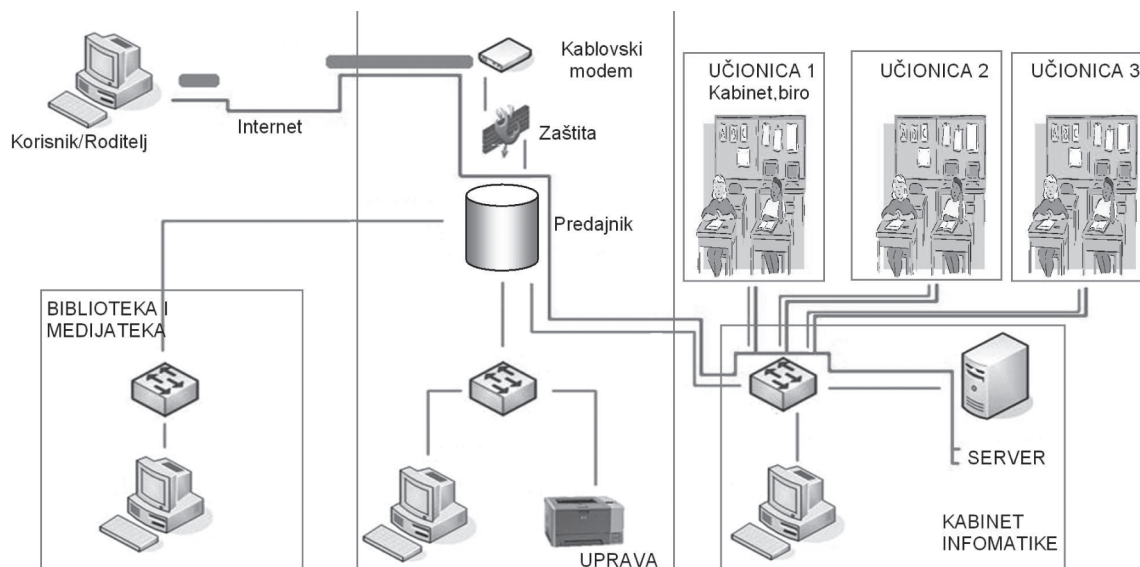 Kablovski
modem
UČIONICA 1
Kabinet,biro
UČIONICA 2
UČIONICA 3
Korisnik/Roditelj
Internet
Zaštita
Predajnik
BIBLIOTEKA I
MEDIJATEKA
SERVER
UPRAVA
KABINET
INFOMATIKE